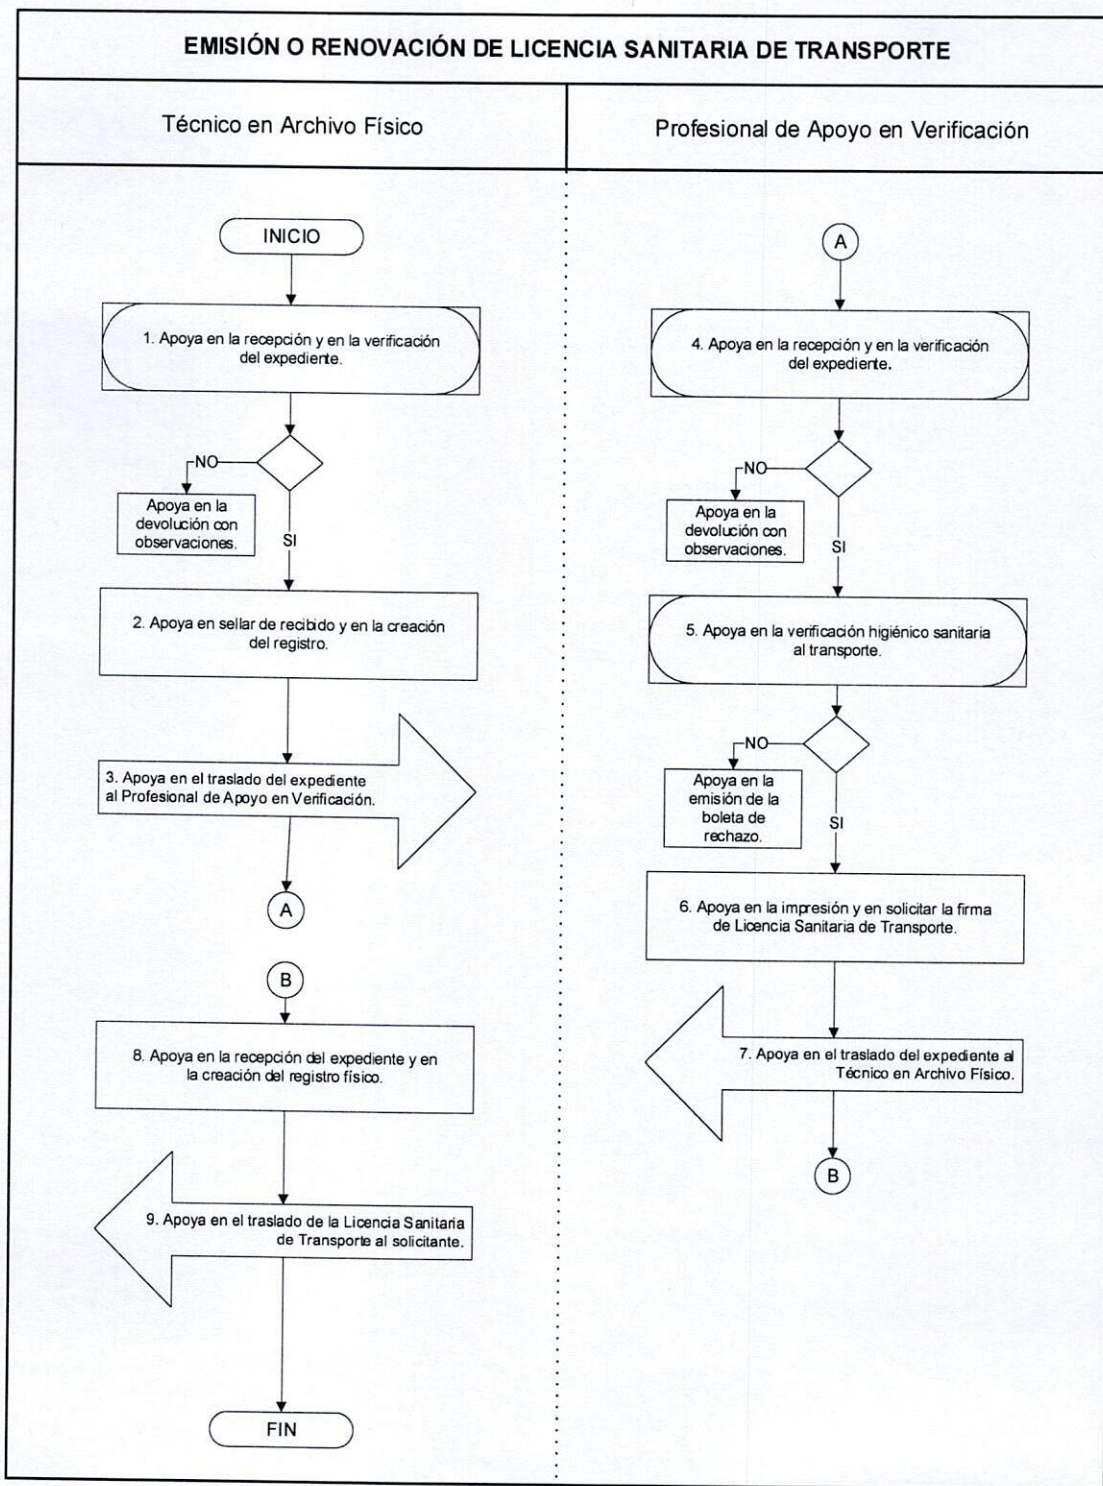 EMISIÓN O RENOVACIÓN DE LICENCIA SANITARIA DE TRANSPORTE
Técnico en Archivo Físico
Profesional de Apoyo en Verificación
INICIO
1. Apoya en la recepción y en la verificación
del expediente.
NO
Apoya en la
devolución con
observaciones.
SI
2. Apoya en sellar de recibido y en la creación
del registro.
3. Apoya en el traslado del expediente
al Profesional de Apoyo en Verificación.
A
B
8. Apoya en la recepción del expediente y en
la creación del registro físico.
9. Apoya en el traslado de la Licencia Sanitaria
de Transporte al solicitante.
FIN
A
4. Apoya en la recepción y en la verificación
del expediente.
NO
Apoya en la
devolución con
observaciones.
SI
5. Apoya en la verificación higiénico sanitaria
al transporte.
NO
Apoya en la
emisión de la
boleta de
rechazo.
SI
6. Apoya en la impresión y en solicitar la firma
de Licencia Sanitaria de Transporte.
7. Apoya en el traslado del expediente al
Técnico en Archivo Físico.
B